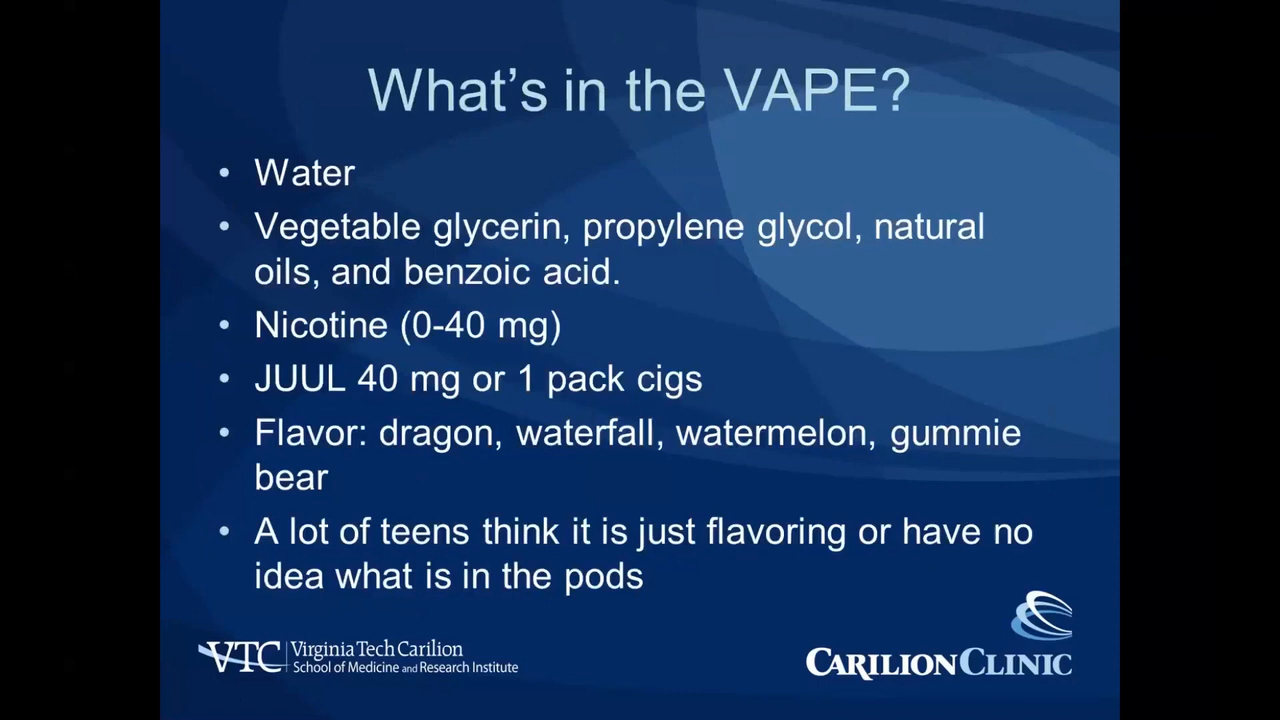 What's in the VAPE?
• Water
• Vegetable glycerin, propylene glycol, natural
oils, and benzoic acid.
• Nicotine (0-40 mg)
• JUUL 40 mg or 1 pack cigs
• Flavor: dragon, waterfall, watermelon, gummie
bear
• A lot of teens think it is just flavoring or have no
idea what is in the pods
VTC Virginia Tech Carilion
School of Medicine and Research Institute
CARILION CLINIC